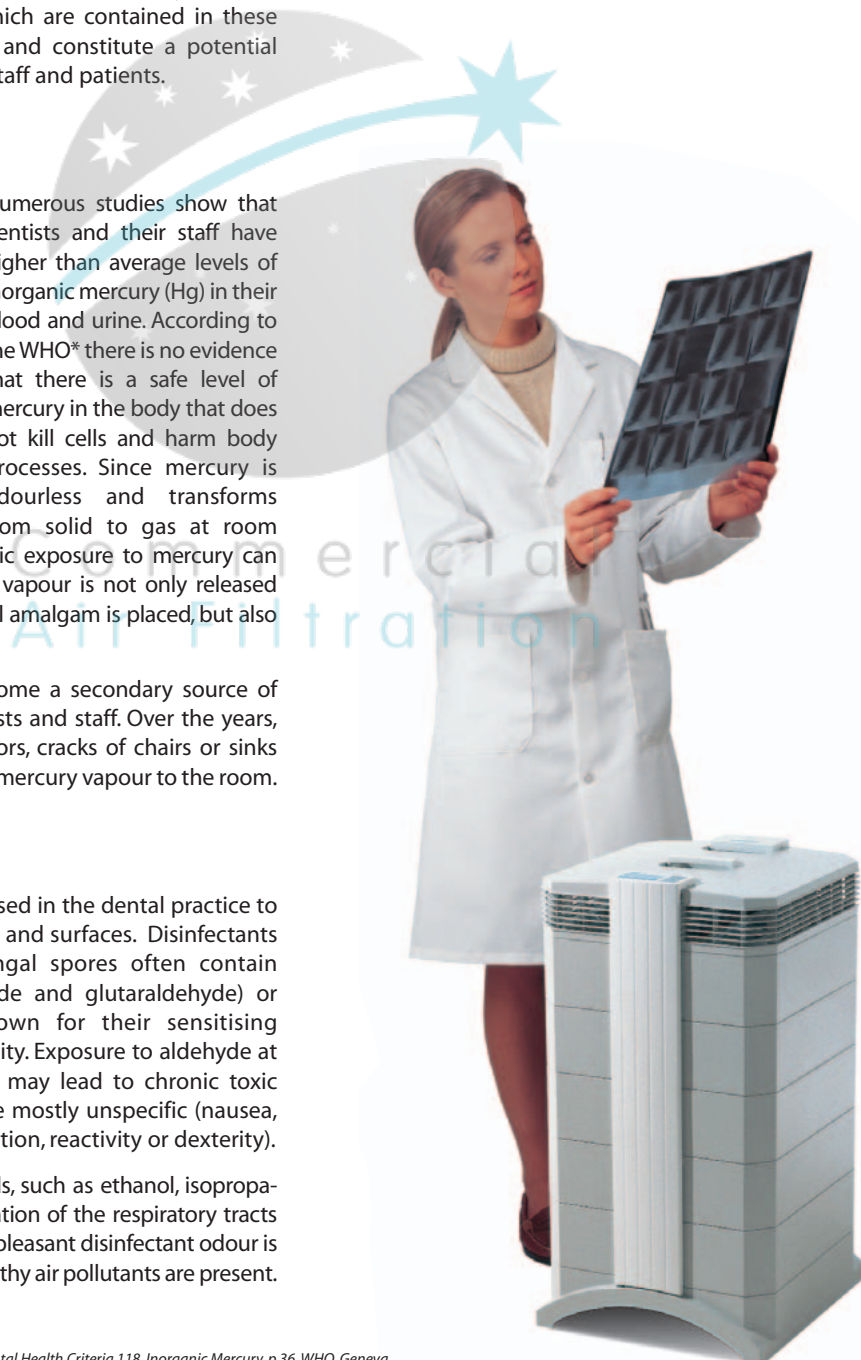 hich are contained in these
and constitute a potential
taff and patients.
umerous studies show that
entists and their staff have
igher than average levels of
norganic mercury (Hg) in their
lood and urine. According to
he WHO* there is no evidence
hat there is a safe level of
mercury in the body that does
ot kill cells and harm body
rocesses. Since mercury is
dourless and transforms
om solid to gas at room
ic exposure to mercury can
vapour is not only released
l amalgam is placed, but also
Commercial
Air Filtration
ome a secondary source of
sts and staff. Over the years,
ors, cracks of chairs or sinks
mercury vapour to the room.
sed in the dental practice to
and surfaces. Disinfectants
ngal spores often contain
de and glutaraldehyde) or
own for their sensitising
city. Exposure to aldehyde at
may lead to chronic toxic
e mostly unspecific (nausea,
tion, reactivity or dexterity).
ls, such as ethanol, isopropa-
ation of the respiratory tracts
pleasant disinfectant odour is
thy air pollutants are present.
tal Health Criteria 118, Inorganic Mercury, p.36, WHO, Geneva